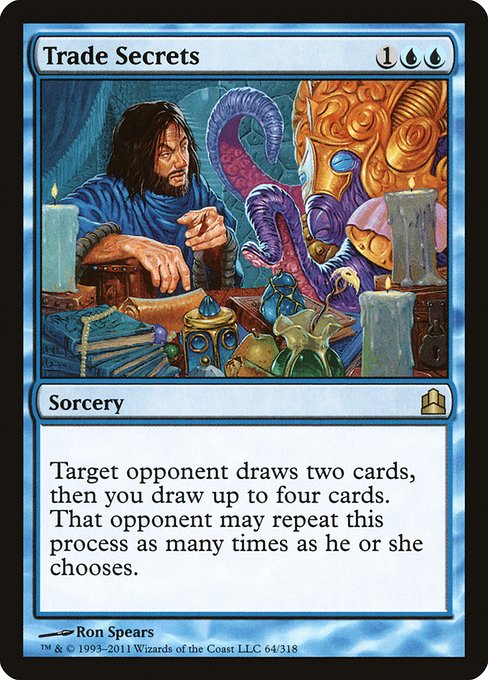 Trade Secrets 1
Sorcery
Target opponent draws two cards,
then you draw up to four cards.
That opponent may repeat this
process as many times as he or she
chooses.
Ron Spears
™ & © 1993–2011 Wizards of the Coast LLC 64/318